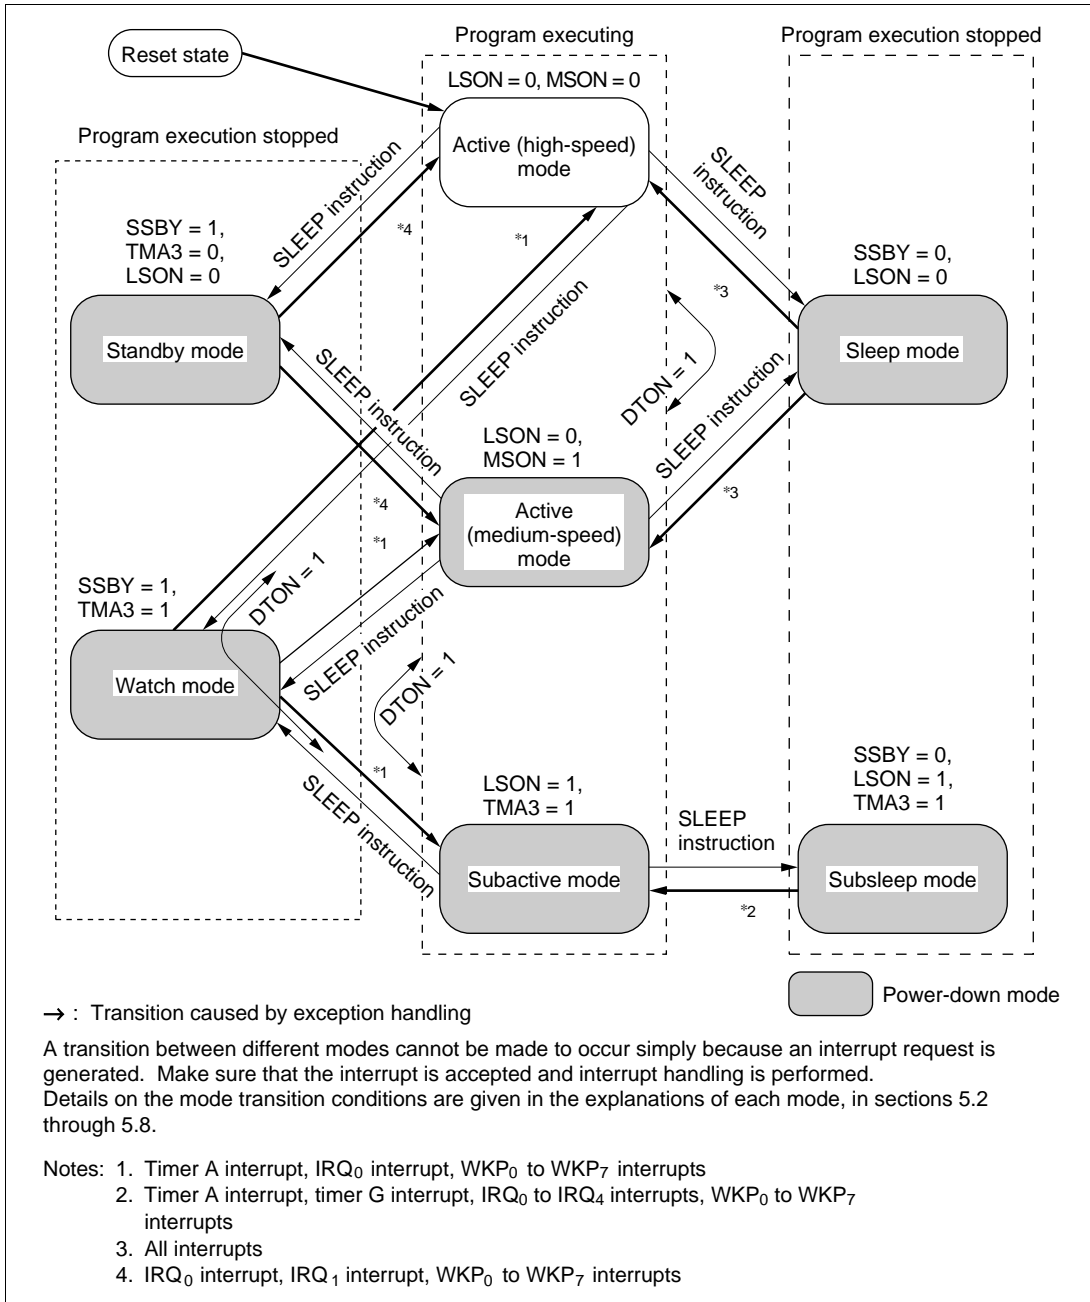 Program executing
Program execution stopped
Reset state
LSON = 0, MSON = 0
Program execution stopped
Active (high-speed)
mode
SLEEP instruction
SLEEP
instruction
*4
*1
SSBY = 1,
TMA3 = 0,
LSON = 0
SSBY = 0,
LSON = 0
*3
Standby mode
SLEEP instruction
SLEEP instruction
DTON = 1
Sleep mode
SLEEP instruction
LSON = 0,
MSON = 1
*4
*3
*1
Active
(medium-speed)
mode
SSBY = 1,
TMA3 = 1
DTON = 1
SLEEP instruction
Watch mode
DTON = 1
*1
SLEEP instruction
LSON = 1,
TMA3 = 1
SSBY = 0,
LSON = 1,
TMA3 = 1
SLEEP
instruction
Subactive mode
Subsleep mode
*2
Power-down mode
→ : Transition caused by exception handling
A transition between different modes cannot be made to occur simply because an interrupt request is
generated. Make sure that the interrupt is accepted and interrupt handling is performed.
Details on the mode transition conditions are given in the explanations of each mode, in sections 5.2
through 5.8.
Notes: 1. Timer A interrupt, IRQ0 interrupt, WKP0 to WKP7 interrupts
2. Timer A interrupt, timer G interrupt, IRQ0 to IRQ4 interrupts, WKP0 to WKP7
interrupts
3. All interrupts
4. IRQ0 interrupt, IRQ1 interrupt, WKP0 to WKP7 interrupts